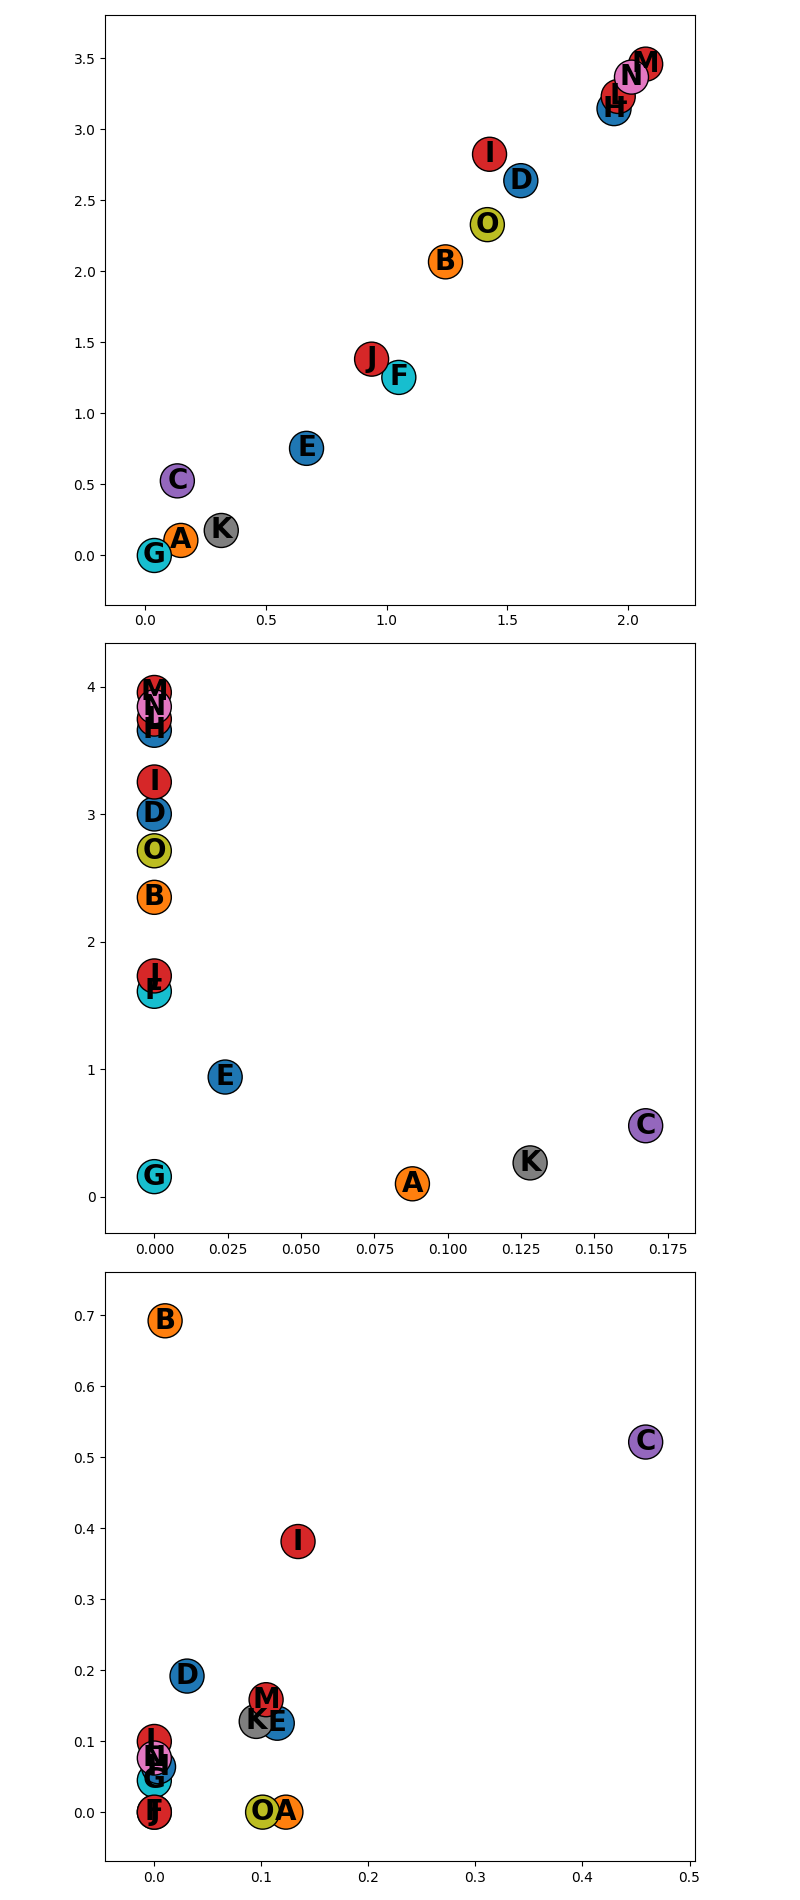 3.5
M
N
L
H
3.0
I
D
2.5
O
B
2.0
1.5
J
F
1.0
E
C
0.5
K
A
G
0.0
0.0 0.5 1.0 1.5 2.0
M
4
N
L
H
I
3
D
O
B
2
J
F
1
E
C
K
G
A
0
0.000 0.025 0.050 0.075 0.100 0.125 0.150 0.175
B
0.7
0.6
C
0.5
0.4
I
0.3
0.2
D
M
K E
0.1
L
N
H
G
J
F
O A
0.0
0.0 0.1 0.2 0.3 0.4 0.5